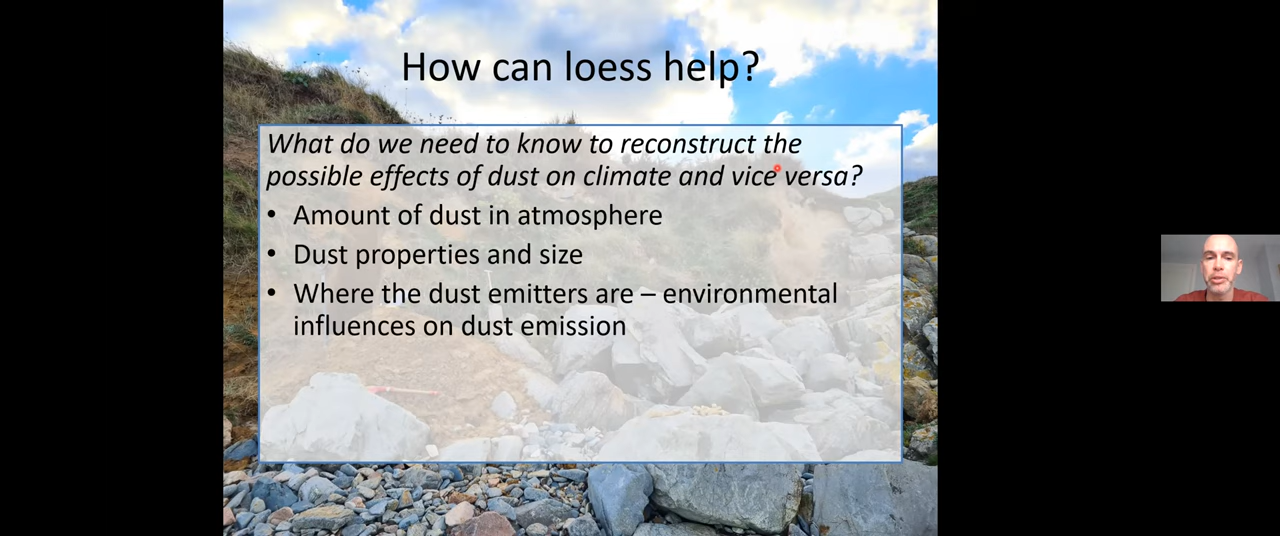 How can loess help?
What do we need to know to reconstruct the
possible effects of dust on climate and vice versa?
• Amount of dust in atmosphere
• Dust properties and size
• Where the dust emitters are – environmental
influences on dust emission